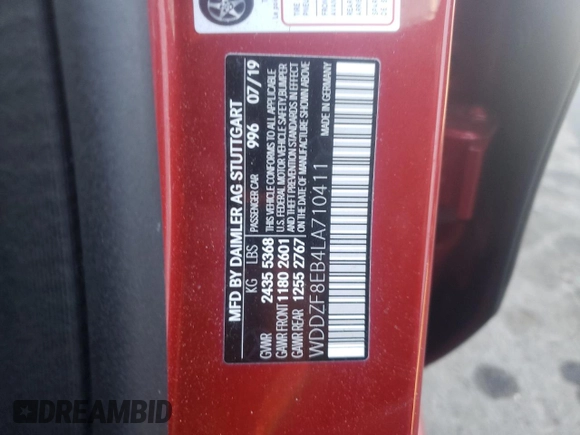 MFD BY DAIMLER AG STUTTGART
PASSENGER CAR 996 07/19
KG LBS
GVWR 2435 5368
GAWR FRONT 1180 2601
GAWR REAR 1255 2767
THIS VEHICLE CONFORMS TO ALL APPLICABLE
U.S. FEDERAL MOTOR VEHICLE SAFETY, BUMPER
AND THEFT PREVENTION STANDARDS IN EFFECT
ON THE DATE OF MANUFACTURE SHOWN ABOVE
WDDZF8EB4LA710411
MADE IN GERMANY
DREAMBID